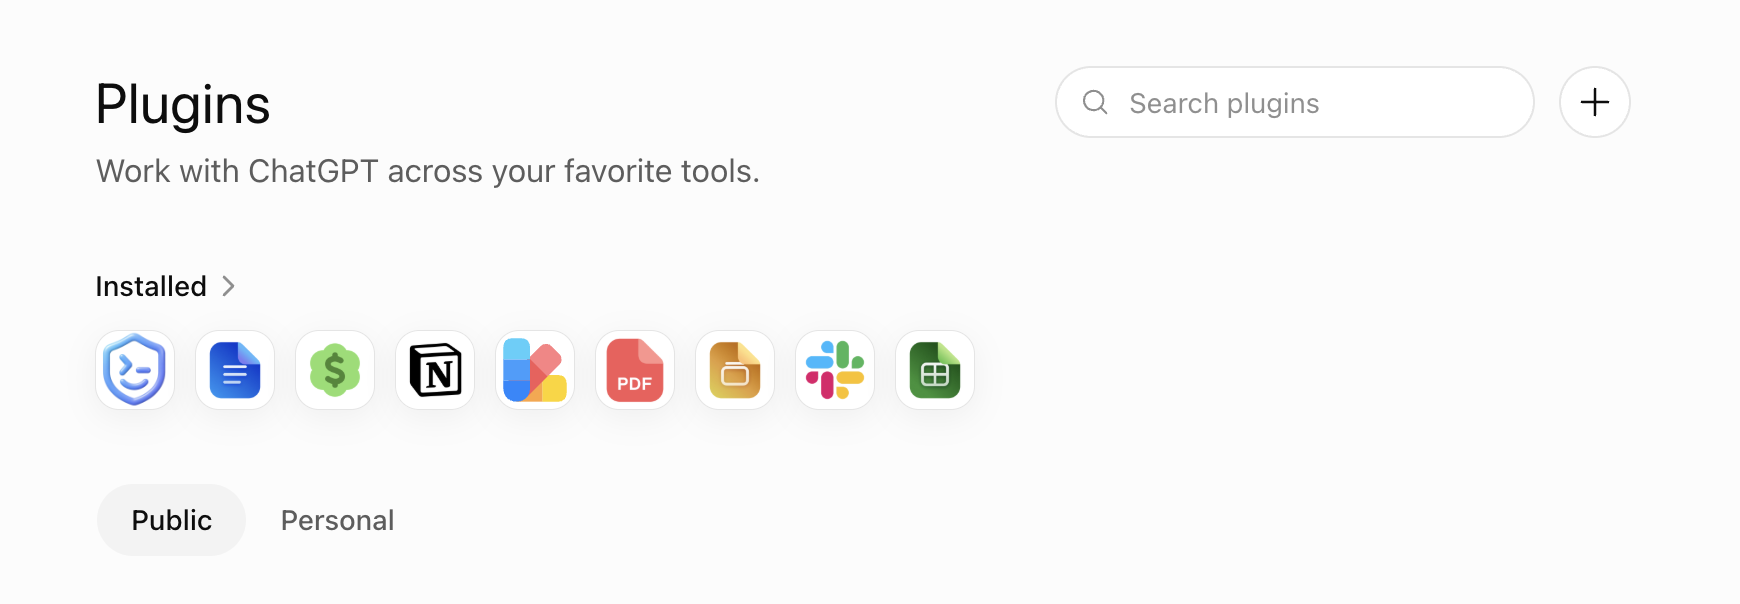 Plugins
Search plugins
Work with ChatGPT across your favorite tools.
Installed
$
N
PDF
Public
Personal